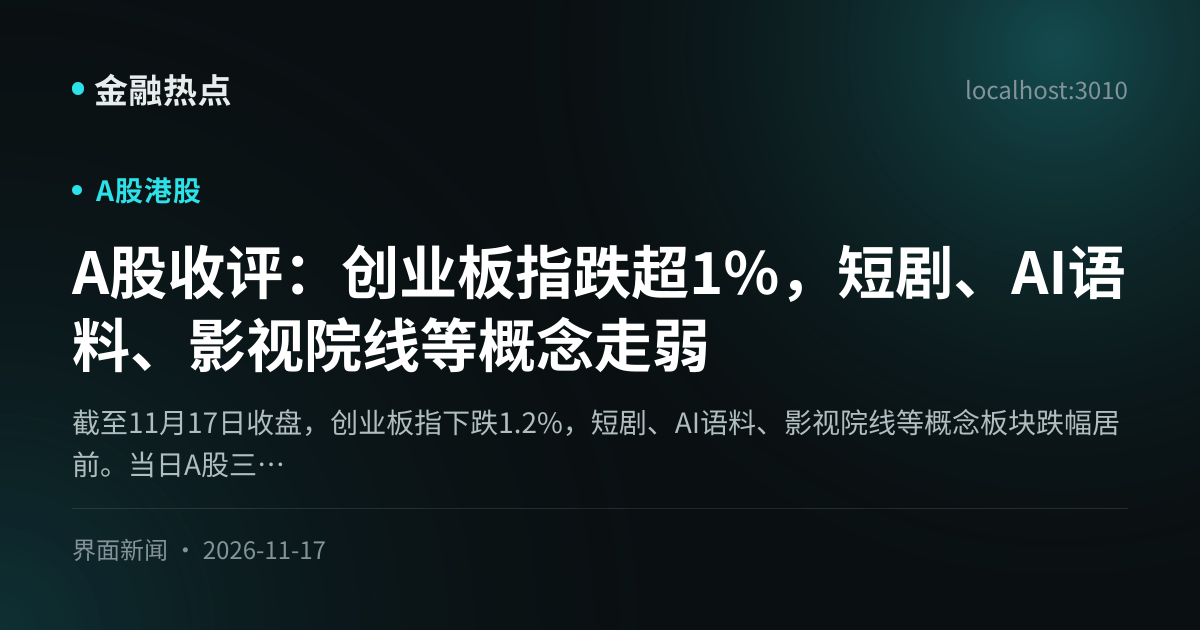 金融热点
localhost:3010
A股港股
A股收评：创业板指跌超1%，短剧、AI语
料、影视院线等概念走弱
截至11月17日收盘，创业板指下跌1.2%，短剧、AI语料、影视院线等概念板块跌幅居
前。当日A股三…
界面新闻 · 2026-11-17